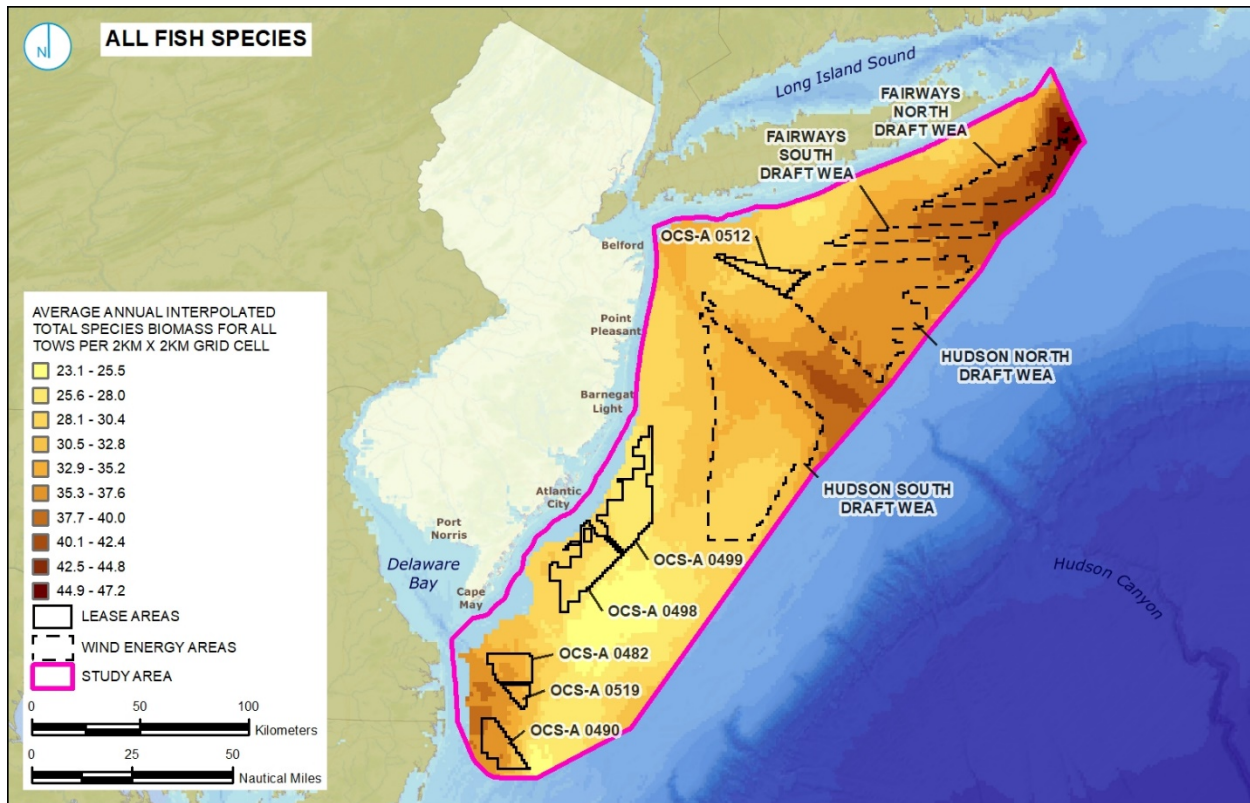 N
ALL FISH SPECIES
Long Island Sound
FAIRWAYS
NORTH
DRAFT WEA
FAIRWAYS
SOUTH
DRAFT WEA
OCS-A 0512
Belford
Point
Pleasant
Barnegat
Light
HUDSON NORTH
DRAFT WEA
Atlantic
City
HUDSON SOUTH
DRAFT WEA
Port
Norris
Delaware
Bay
Cape
May
OCS-A 0499
OCS-A 0498
OCS-A 0482
OCS-A 0519
OCS-A 0490
Hudson Canyon
AVERAGE ANNUAL INTERPOLATED
TOTAL SPECIES BIOMASS FOR ALL
TOWS PER 2KM X 2KM GRID CELL
23.1 - 25.5
25.6 - 28.0
28.1 - 30.4
30.5 - 32.8
32.9 - 35.2
35.3 - 37.6
37.7 - 40.0
40.1 - 42.4
42.5 - 44.8
44.9 - 47.2
LEASE AREAS
WIND ENERGY AREAS
STUDY AREA
0 50 100
Kilometers
0 25 50
Nautical Miles